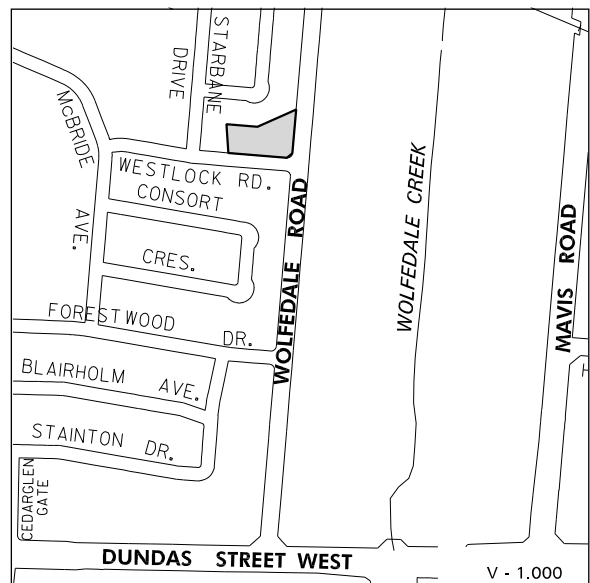 STARBANE
DRIVE
McBRIDE
AVE.
WESTLOCK RD.
CONSORT
CRES.
WOLFEDALE ROAD
WOLFEDALE CREEK
MAVIS ROAD
FORESTWOOD DR.
BLAIRHOLM AVE.
STAINTON DR.
CEDARGLEN
GATE
DUNDAS STREET WEST
V - 1.000